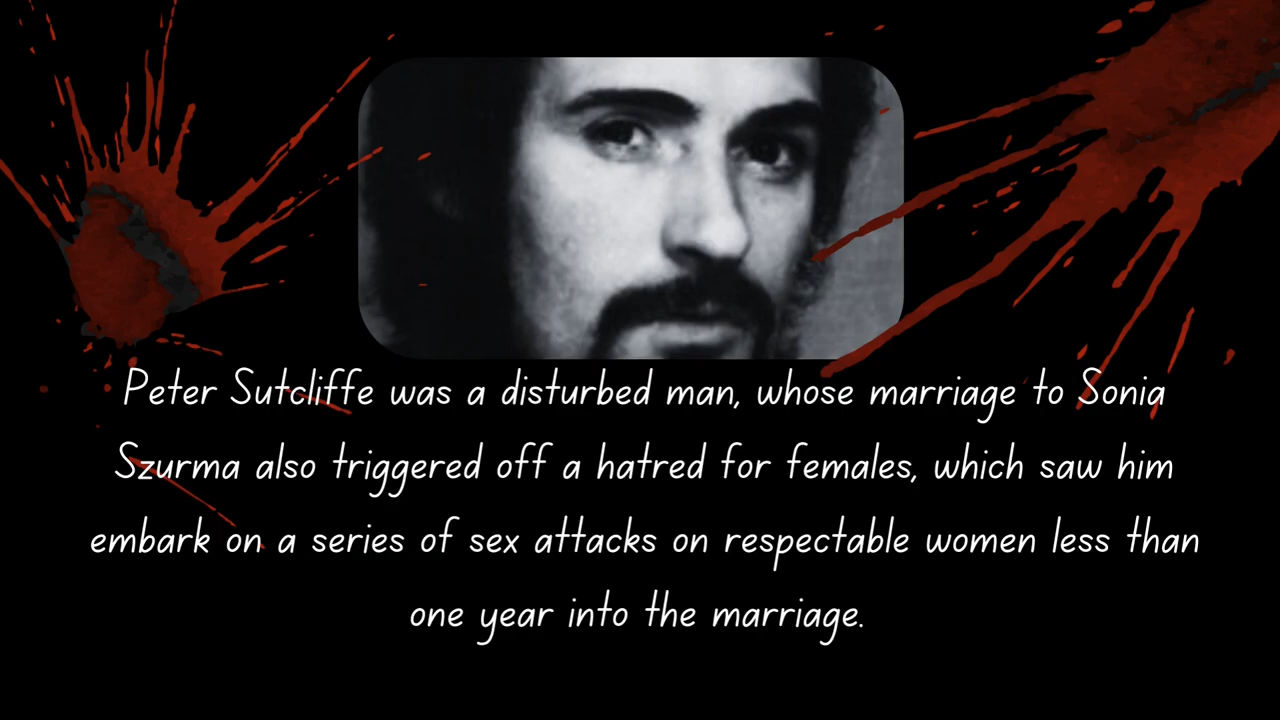 Peter Sutcliffe was a disturbed man, whose marriage to Sonia
Szurma also triggered off a hatred for females, which saw him
embark on a series of sex attacks on respectable women less than
one year into the marriage.